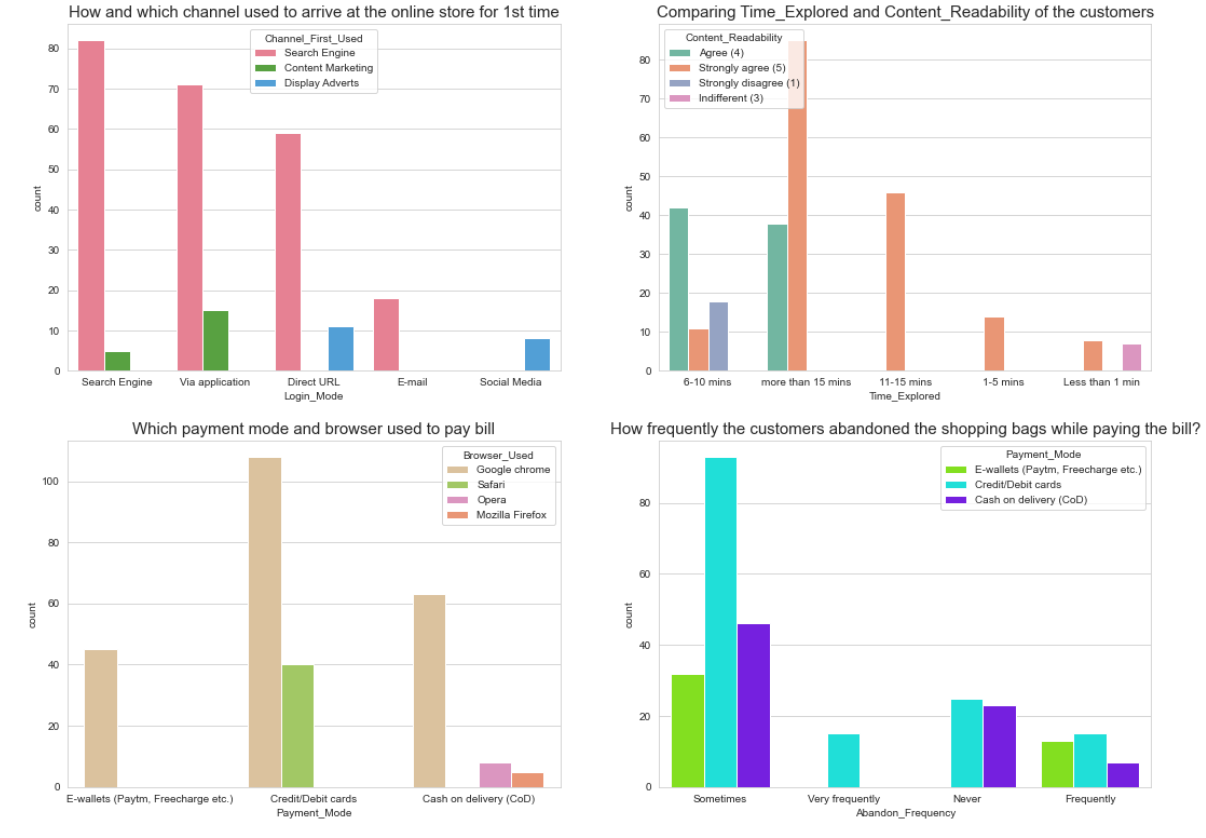 How and which channel used to arrive at the online store for 1st time
Channel_First_Used
Search Engine
Content Marketing
Display Adverts
80
70
60
50
40
30
20
10
0
count
Search Engine
Via application
Direct URL
E-mail
Social Media
Login_Mode
Comparing Time_Explored and Content_Readability of the customers
Content_Readability
Agree (4)
Strongly agree (5)
Strongly disagree (1)
Indifferent (3)
80
70
60
50
40
30
20
10
0
count
6-10 mins
more than 15 mins
11-15 mins
1-5 mins
Less than 1 min
Time_Explored
Which payment mode and browser used to pay bill
Browser_Used
Google chrome
Safari
Opera
Mozilla Firefox
100
80
60
40
20
0
count
E-wallets (Paytm, Freecharge etc.)
Credit/Debit cards
Cash on delivery (CoD)
Payment_Mode
How frequently the customers abandoned the shopping bags while paying the bill?
Payment_Mode
E-wallets (Paytm, Freecharge etc.)
Credit/Debit cards
Cash on delivery (CoD)
80
60
40
20
0
count
Sometimes
Very frequently
Never
Frequently
Abandon_Frequency